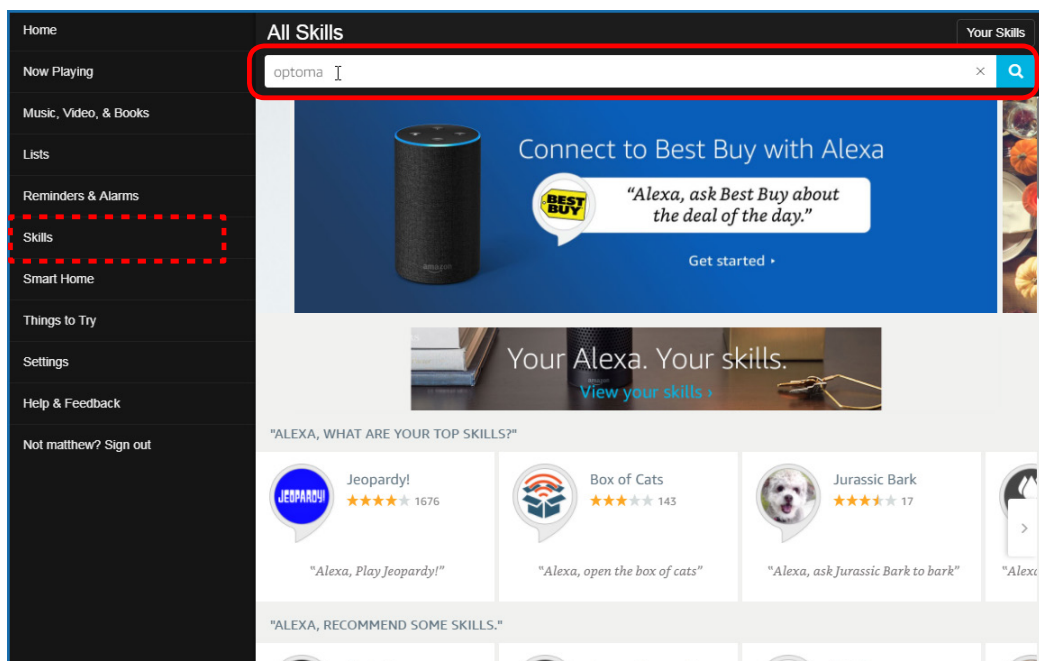 Home
Now Playing
Music, Video, & Books
Lists
Reminders & Alarms
Skills
Smart Home
Things to Try
Settings
Help & Feedback
Not matthew? Sign out
All Skills
Your Skills
optoma
Connect to Best Buy with Alexa
BEST
BUY
"Alexa, ask Best Buy about
the deal of the day."
Get started ›
amazon
Your Alexa. Your skills.
amazon
View your skills ›
"ALEXA, WHAT ARE YOUR TOP SKILLS?"
JEOPARDY!
Jeopardy!
1676
"Alexa, Play Jeopardy!"
Box of Cats
143
"Alexa, open the box of cats"
Jurassic Bark
17
"Alexa, ask Jurassic Bark to bark"
"ALEXA, RECOMMEND SOME SKILLS."